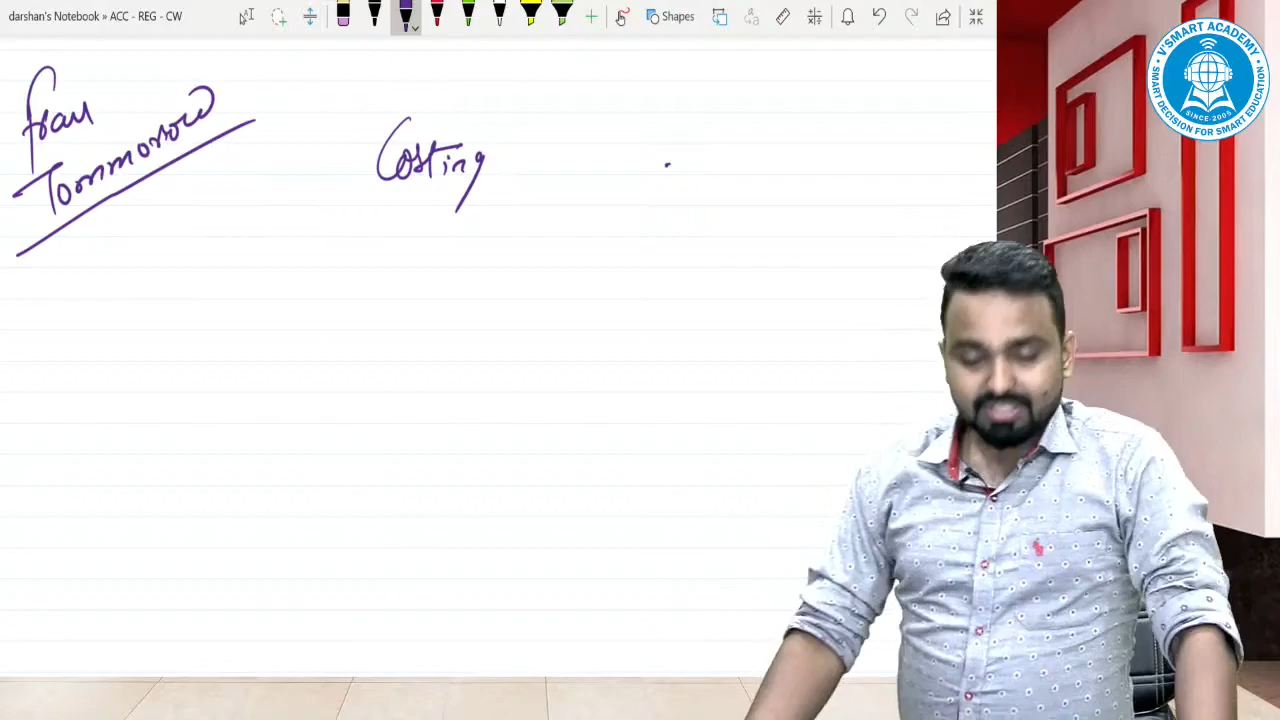 darshan's Notebook » ACC - REG - CW
Shapes
from
Tommorow
Costing
V'SMART ACADEMY
SINCE-2005
SMART DECISION FOR SMART EDUCATION